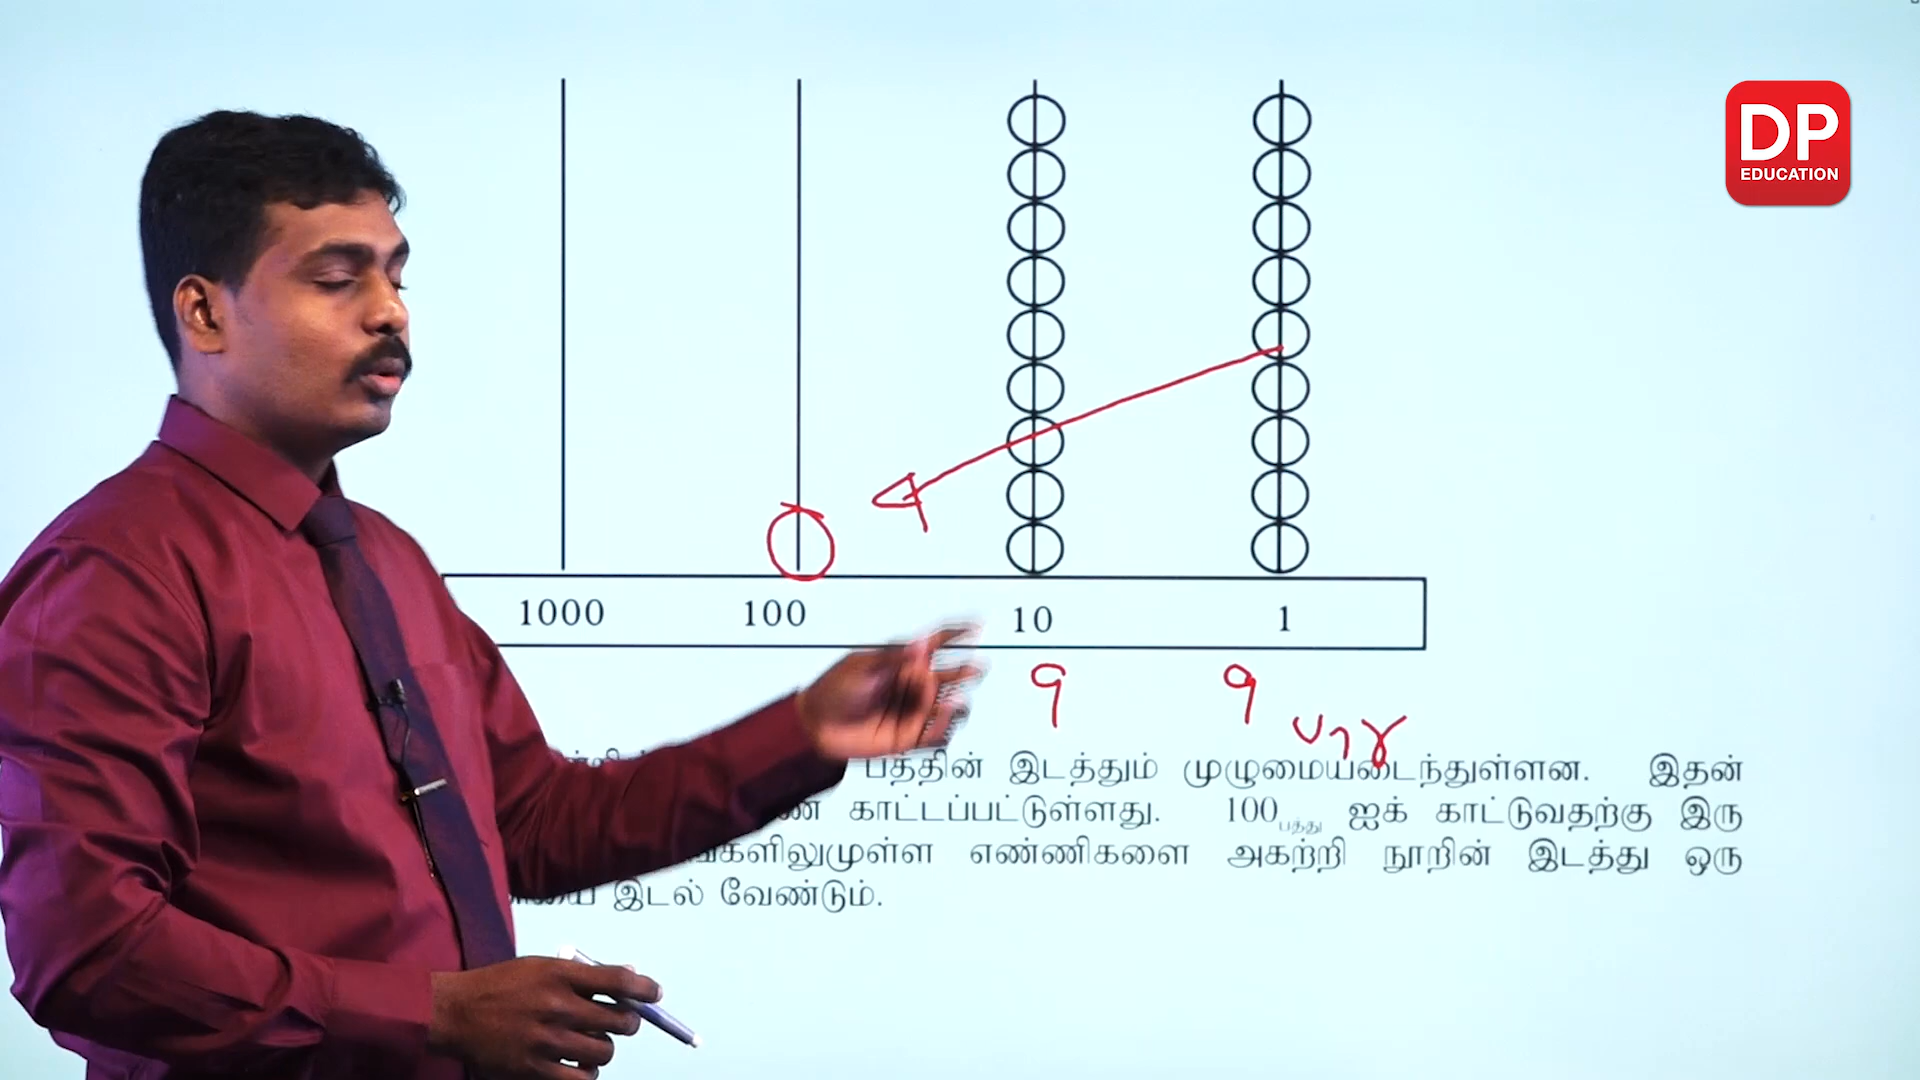 DP
EDUCATION
1000 100 10 1
9 9
பத்தின் இடத்தும் முழுமையடைந்துள்ளன. இதன்
காட்டப்பட்டுள்ளது. 100பத்து ஐக் காட்டுவதற்கு இரு
எண்ணிகளை அகற்றி நூறின் இடத்து ஒரு
இடல் வேண்டும்.